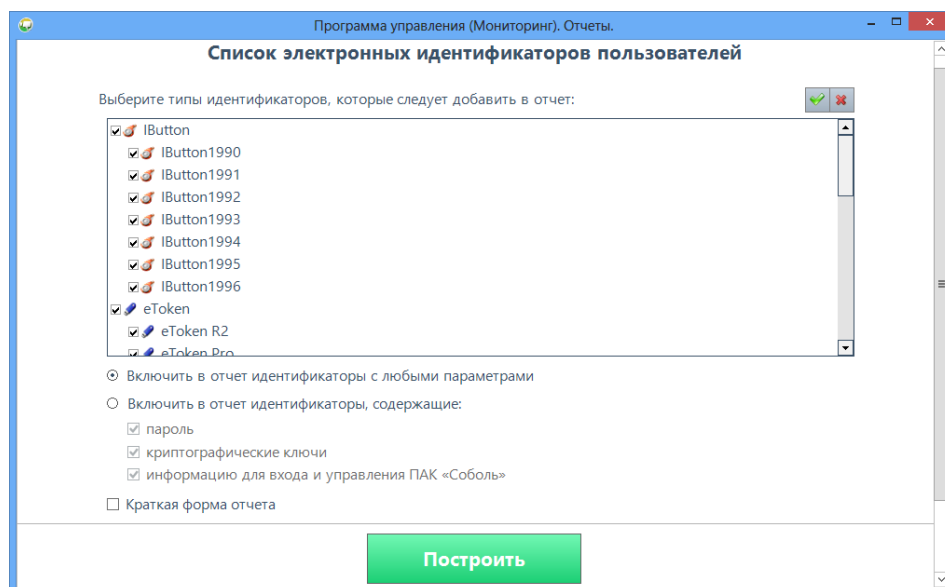 Программа управления (Мониторинг). Отчеты.
Список электронных идентификаторов пользователей
Выберите типы идентификаторов, которые следует добавить в отчет:
IButton
IButton1990
IButton1991
IButton1992
IButton1993
IButton1994
IButton1995
IButton1996
eToken
eToken R2
eToken Pro
Включить в отчет идентификаторы с любыми параметрами
Включить в отчет идентификаторы, содержащие:
пароль
криптографические ключи
информацию для входа и управления ПАК «Соболь»
Краткая форма отчета
Построить